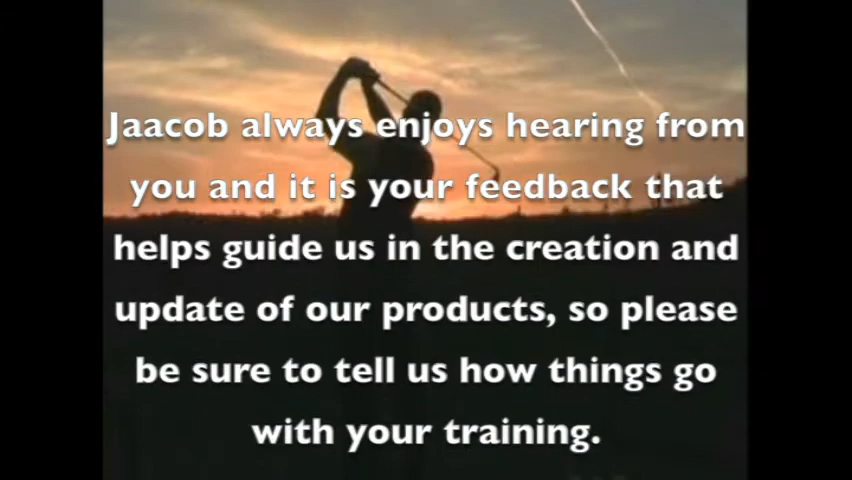 Jaacob always enjoys hearing from
you and it is your feedback that
helps guide us in the creation and
update of our products, so please
be sure to tell us how things go
with your training.